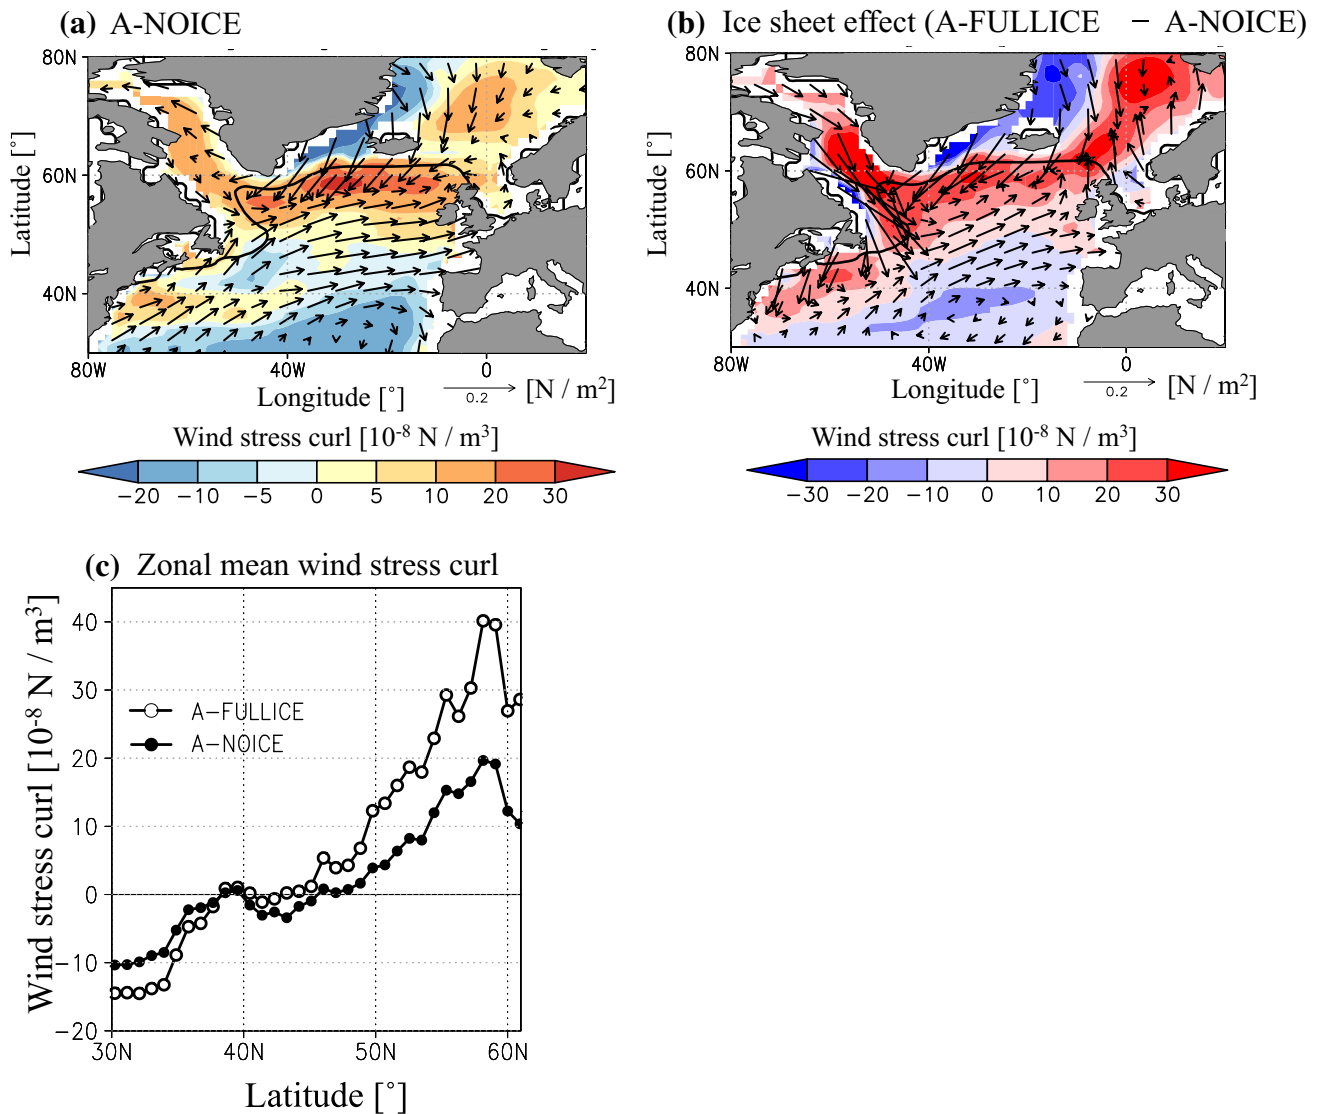 (a) A-NOICE
(b) Ice sheet effect (A-FULLICE − A-NOICE)
80N
60N
40N
80W 40W 0
Latitude [°]
Longitude [°]
0.2
[N / m²]
Wind stress curl [10⁻⁸ N / m³]
−20 −10 −5 0 5 10 20 30
80N
60N
40N
80W 40W 0
Latitude [°]
Longitude [°]
0.2
[N / m²]
Wind stress curl [10⁻⁸ N / m³]
−30 −20 −10 0 10 20 30
(c) Zonal mean wind stress curl
Wind stress curl [10⁻⁸ N / m³]
40
30
20
10
0
−10
−20
A−FULLICE
A−NOICE
30N 40N 50N 60N
Latitude [°]